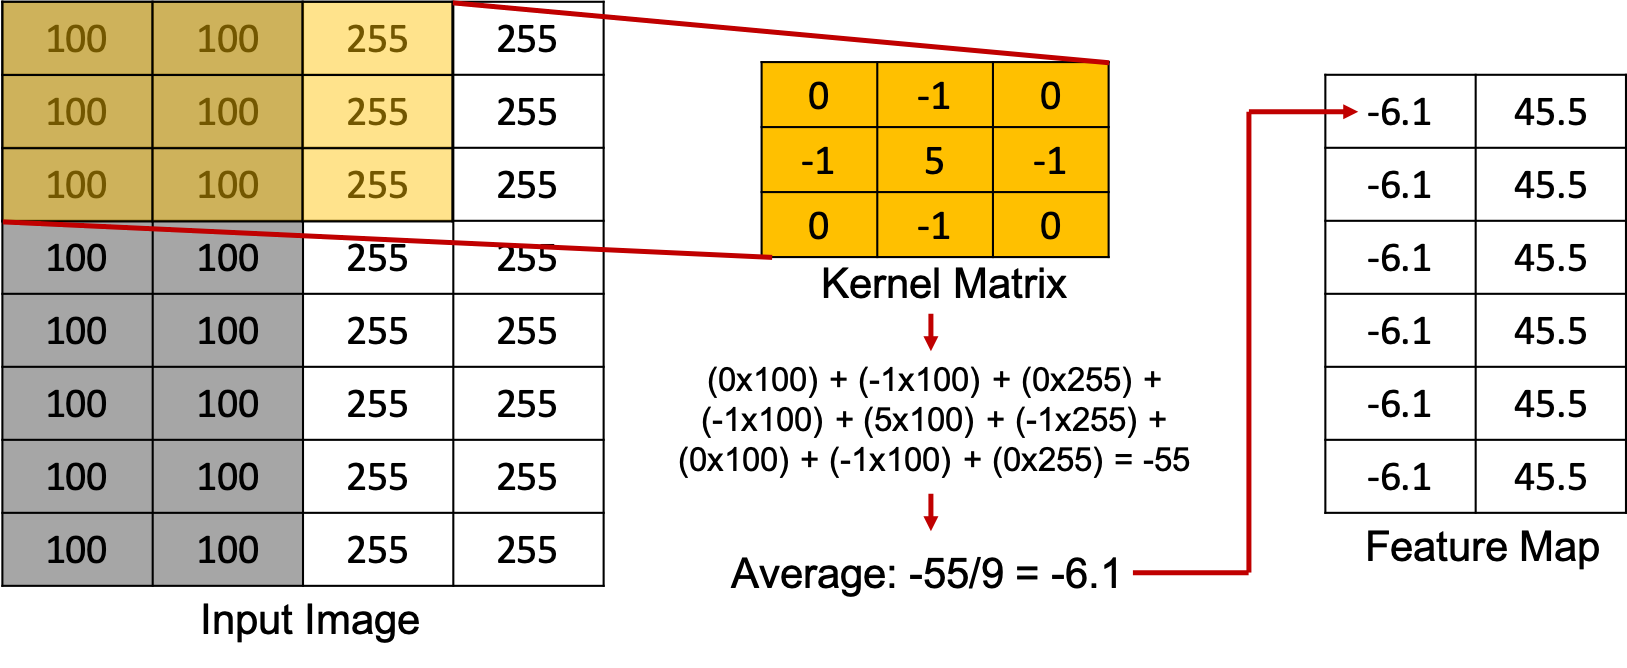 100 100 255 255
100 100 255 255
100 100 255 255
100 100 255 255
100 100 255 255
100 100 255 255
100 100 255 255
100 100 255 255
Input Image
0 -1 0
-1 5 -1
0 -1 0
Kernel Matrix
(0x100) + (-1x100) + (0x255) +
(-1x100) + (5x100) + (-1x255) +
(0x100) + (-1x100) + (0x255) = -55
Average: -55/9 = -6.1
-6.1 45.5
-6.1 45.5
-6.1 45.5
-6.1 45.5
-6.1 45.5
-6.1 45.5
Feature Map